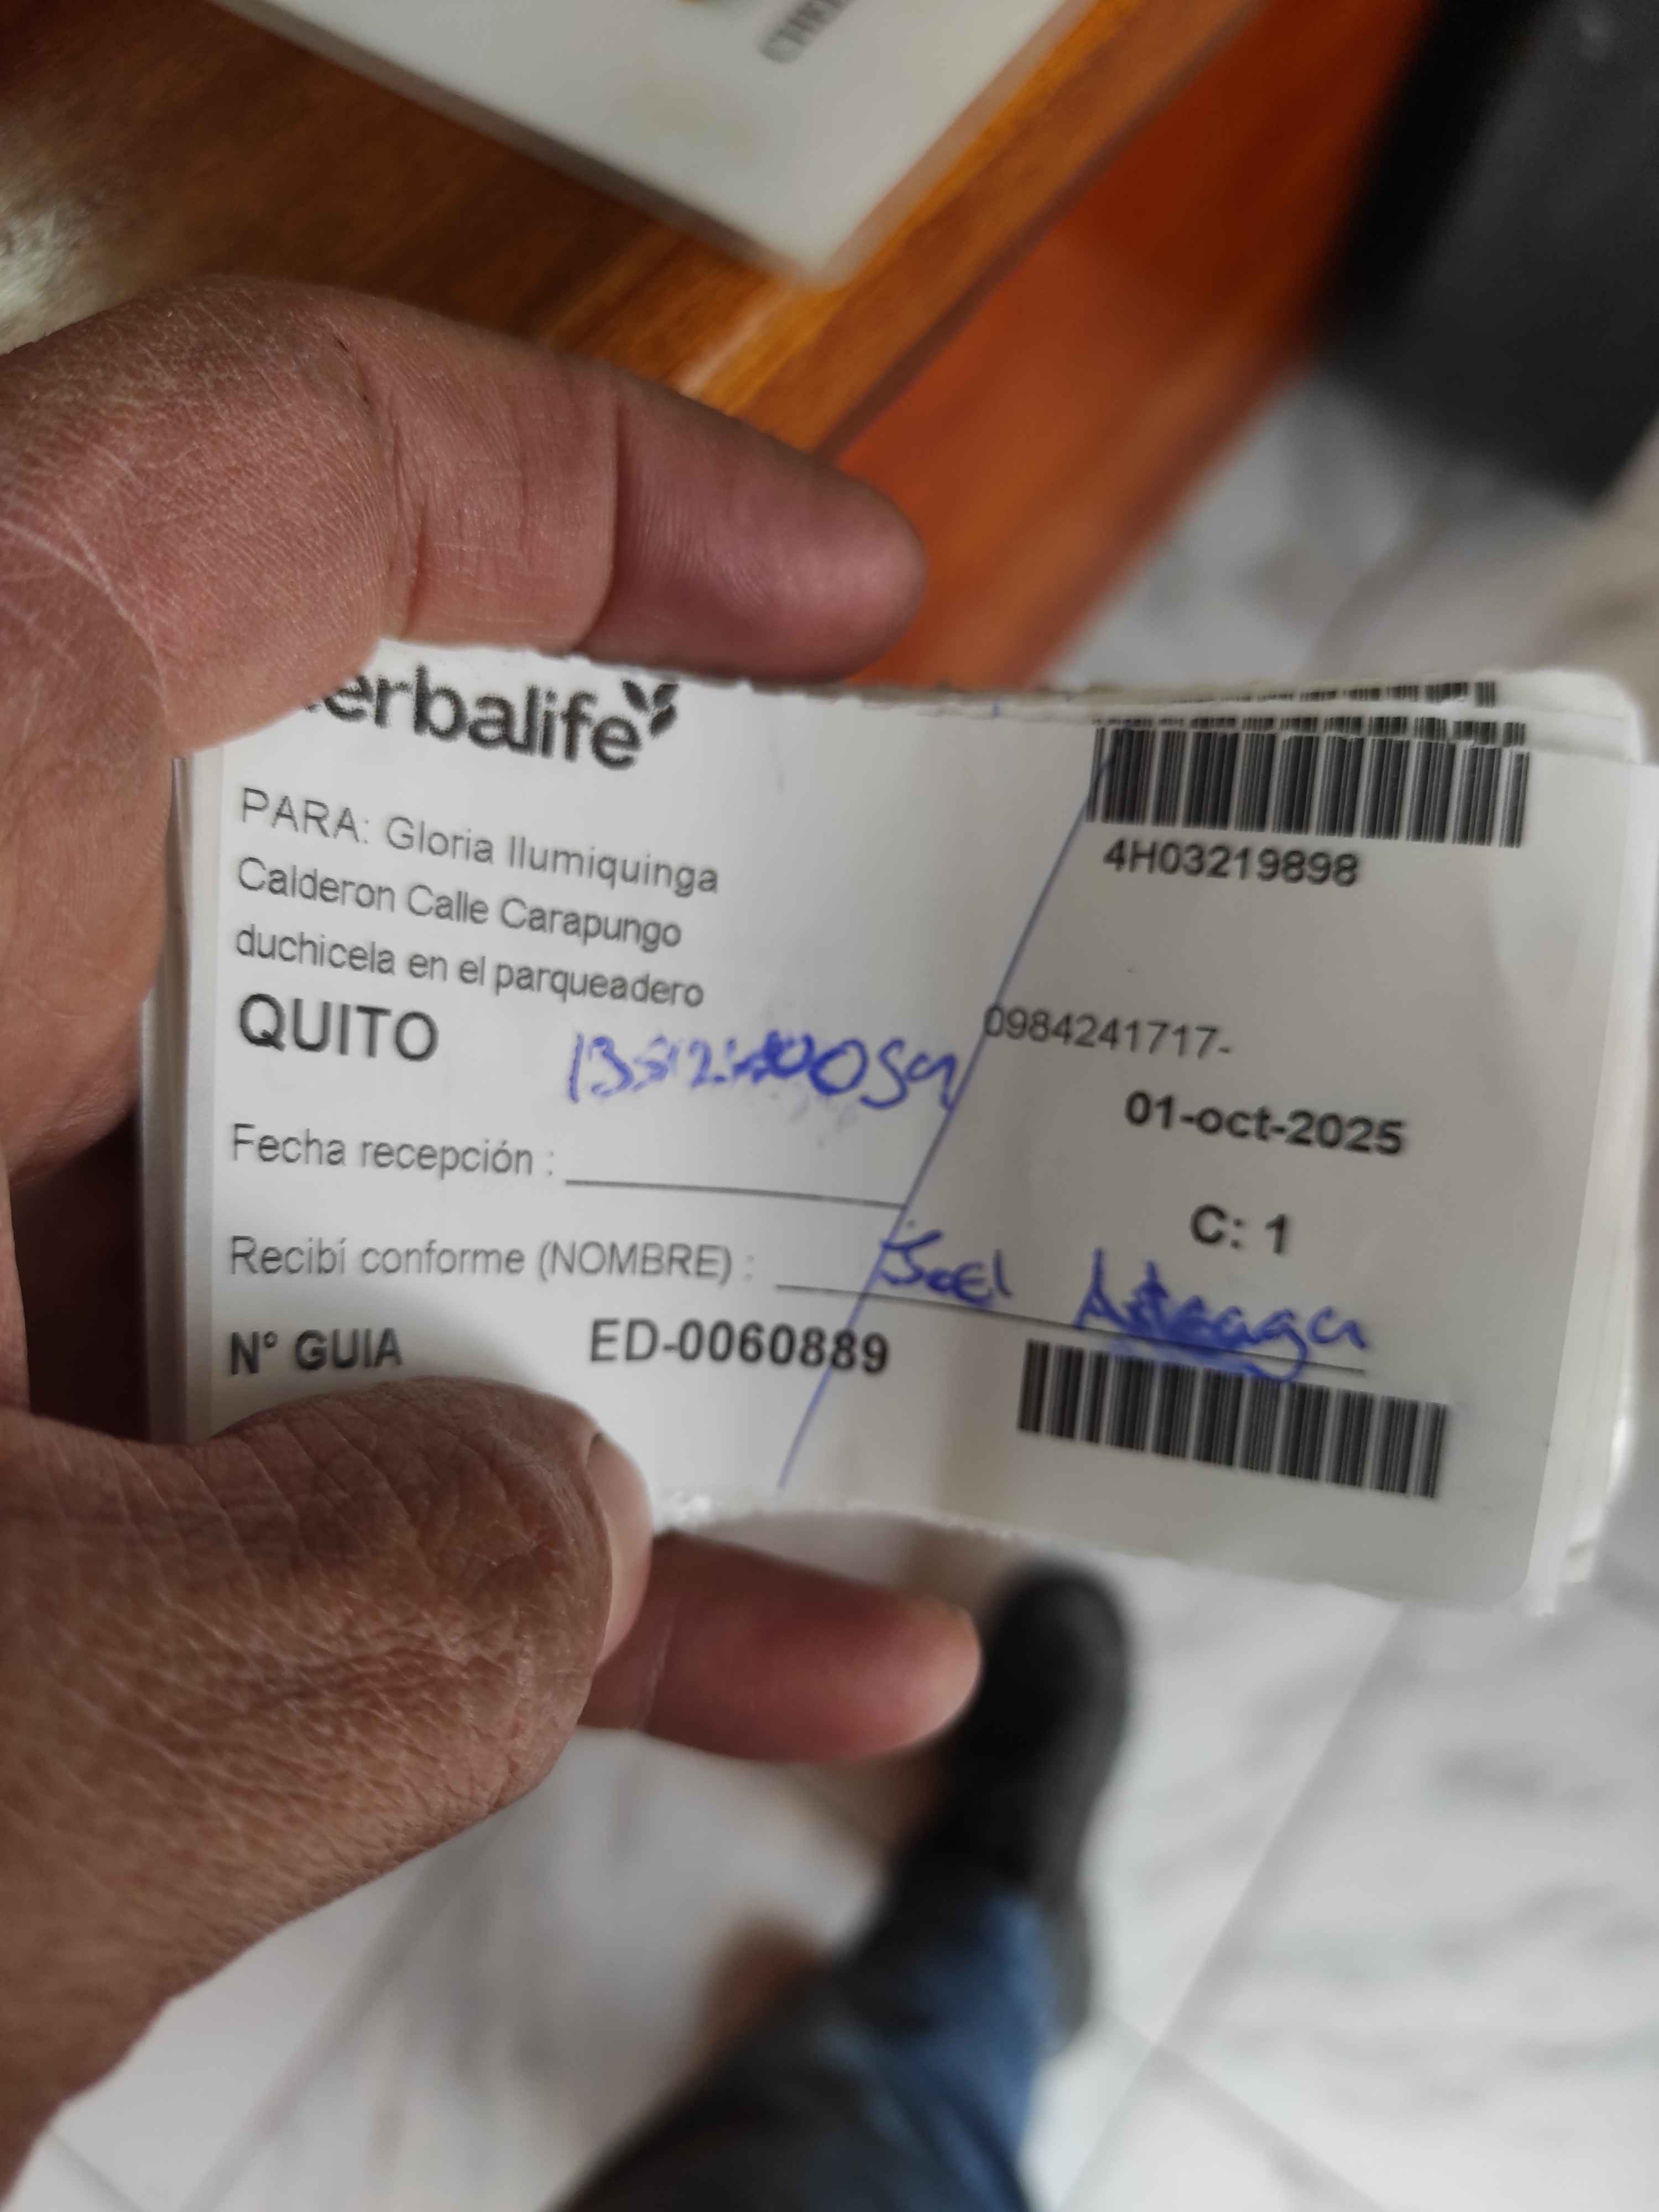 erbalife
4H03219898
PARA: Gloria Ilumiquinga
Calderon Calle Carapungo
duchicela en el parqueadero
QUITO
0984241717-
01-oct-2025
Fecha recepción :
C: 1
Recibí conforme (NOMBRE) : Joel
N° GUIA ED-0060889